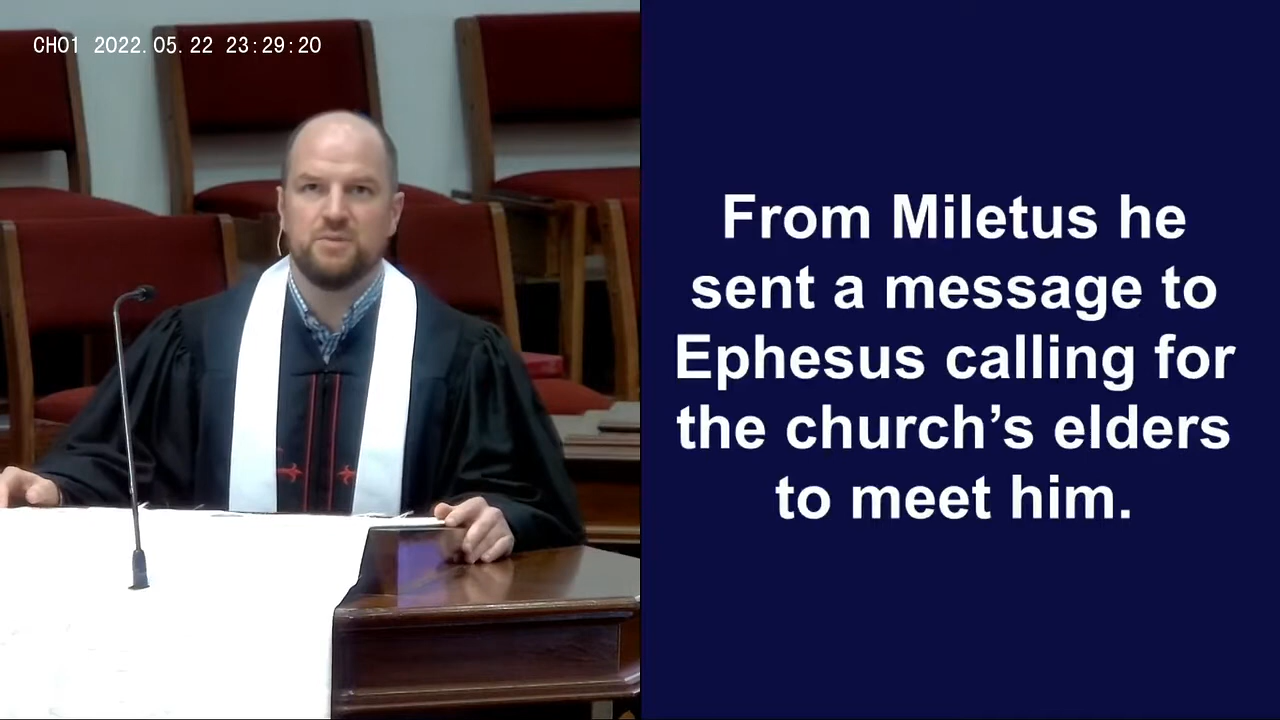 CH01 2022.05.22 23:29:20
From Miletus he
sent a message to
Ephesus calling for
the church’s elders
to meet him.